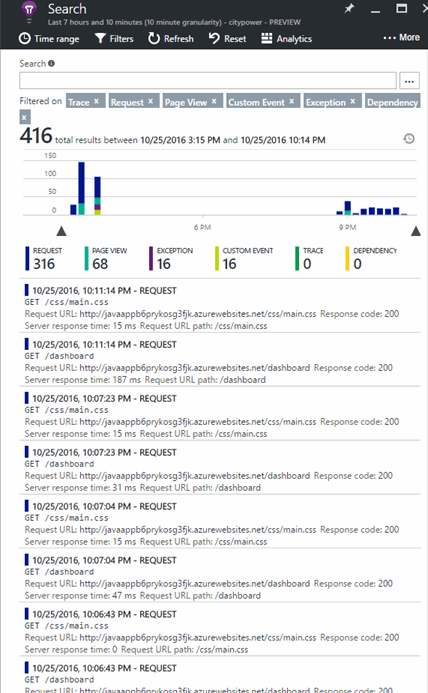 Search
Last 7 hours and 10 minutes (10 minute granularity) - citypower - PREVIEW
Time range Filters Refresh Reset Analytics ... More
Search
...
Filtered on Trace x Request x Page View x Custom Event x Exception x Dependency
x
416 total results between 10/25/2016 3:15 PM and 10/25/2016 10:14 PM
150
100
50
0
6 PM 9 PM
REQUEST PAGE VIEW EXCEPTION CUSTOM EVENT TRACE DEPENDENCY
316 68 16 16 0 0
10/25/2016, 10:11:14 PM - REQUEST
GET /css/main.css
Request URL: http://javaappb6prykosg3fjk.azurewebsites.net/css/main.css Response code: 200
Server response time: 15 ms Request URL path: /css/main.css
10/25/2016, 10:11:14 PM - REQUEST
GET /dashboard
Request URL: http://javaappb6prykosg3fjk.azurewebsites.net/dashboard Response code: 200
Server response time: 187 ms Request URL path: /dashboard
10/25/2016, 10:07:23 PM - REQUEST
GET /css/main.css
Request URL: http://javaappb6prykosg3fjk.azurewebsites.net/css/main.css Response code: 200
Server response time: 15 ms Request URL path: /css/main.css
10/25/2016, 10:07:23 PM - REQUEST
GET /dashboard
Request URL: http://javaappb6prykosg3fjk.azurewebsites.net/dashboard Response code: 200
Server response time: 31 ms Request URL path: /dashboard
10/25/2016, 10:07:04 PM - REQUEST
GET /css/main.css
Request URL: http://javaappb6prykosg3fjk.azurewebsites.net/css/main.css Response code: 200
Server response time: 15 ms Request URL path: /css/main.css
10/25/2016, 10:07:04 PM - REQUEST
GET /dashboard
Request URL: http://javaappb6prykosg3fjk.azurewebsites.net/dashboard Response code: 200
Server response time: 47 ms Request URL path: /dashboard
10/25/2016, 10:06:43 PM - REQUEST
GET /css/main.css
Request URL: http://javaappb6prykosg3fjk.azurewebsites.net/css/main.css Response code: 200
Server response time: 0 Request URL path: /css/main.css
10/25/2016, 10:06:43 PM - REQUEST
GET /dashboard
Request URL: http://javaappb6prykosg3fjk.azurewebsites.net/dashboard Response code: 200